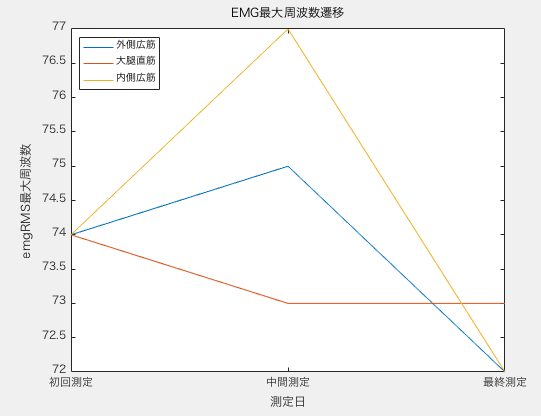 EMG最大周波数遷移
外側広筋
大腿直筋
内側広筋
emgRMS最大周波数
77
76.5
76
75.5
75
74.5
74
73.5
73
72.5
72
初回測定
中間測定
最終測定
測定日